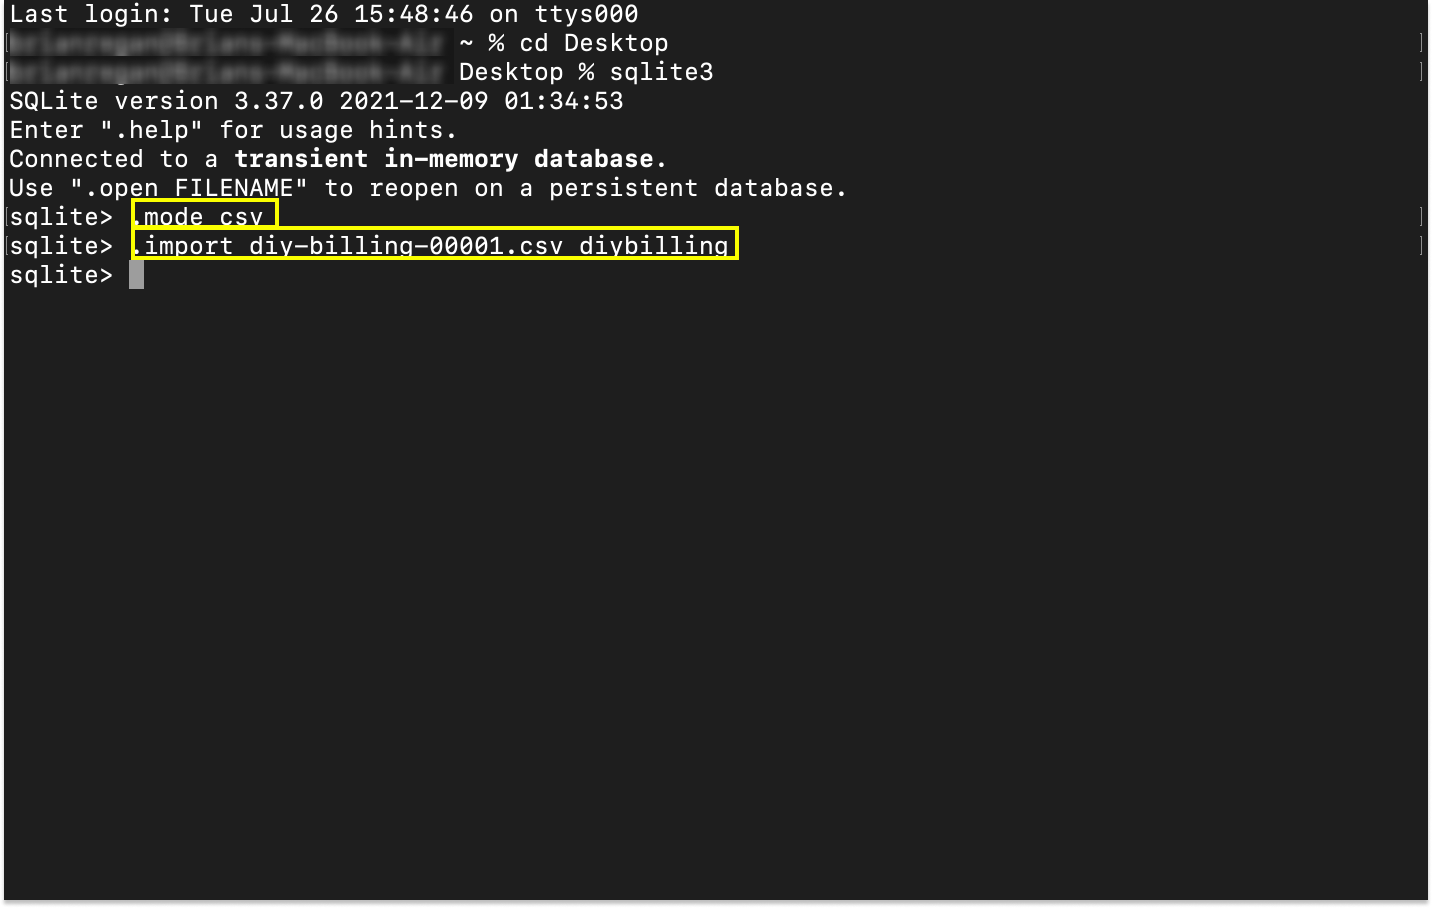 Last login: Tue Jul 26 15:48:46 on ttys000
~ % cd Desktop
Desktop % sqlite3
SQLite version 3.37.0 2021-12-09 01:34:53
Enter ".help" for usage hints.
Connected to a transient in-memory database.
Use ".open FILENAME" to reopen on a persistent database.
sqlite> .mode csv
sqlite> .import diy-billing-00001.csv diybilling
sqlite>